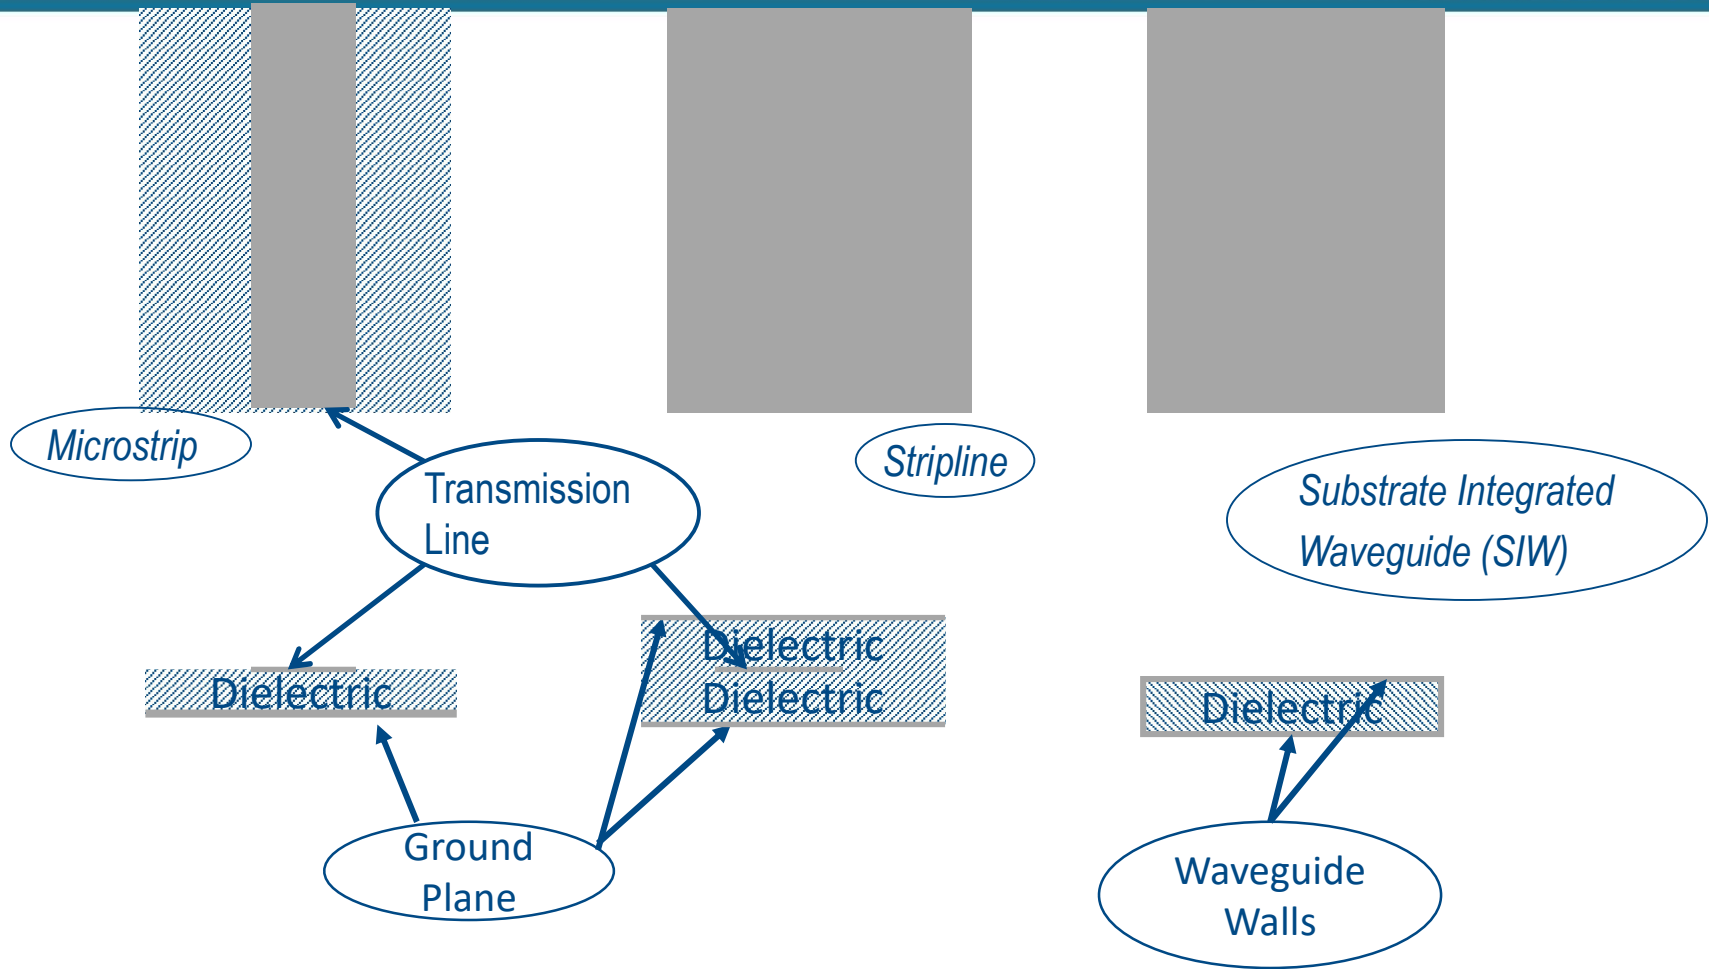 Microstrip
Stripline
Transmission
Line
Substrate Integrated
Waveguide (SIW)
Dielectric
Dielectric
Dielectric
Dielectric
Ground
Plane
Waveguide
Walls